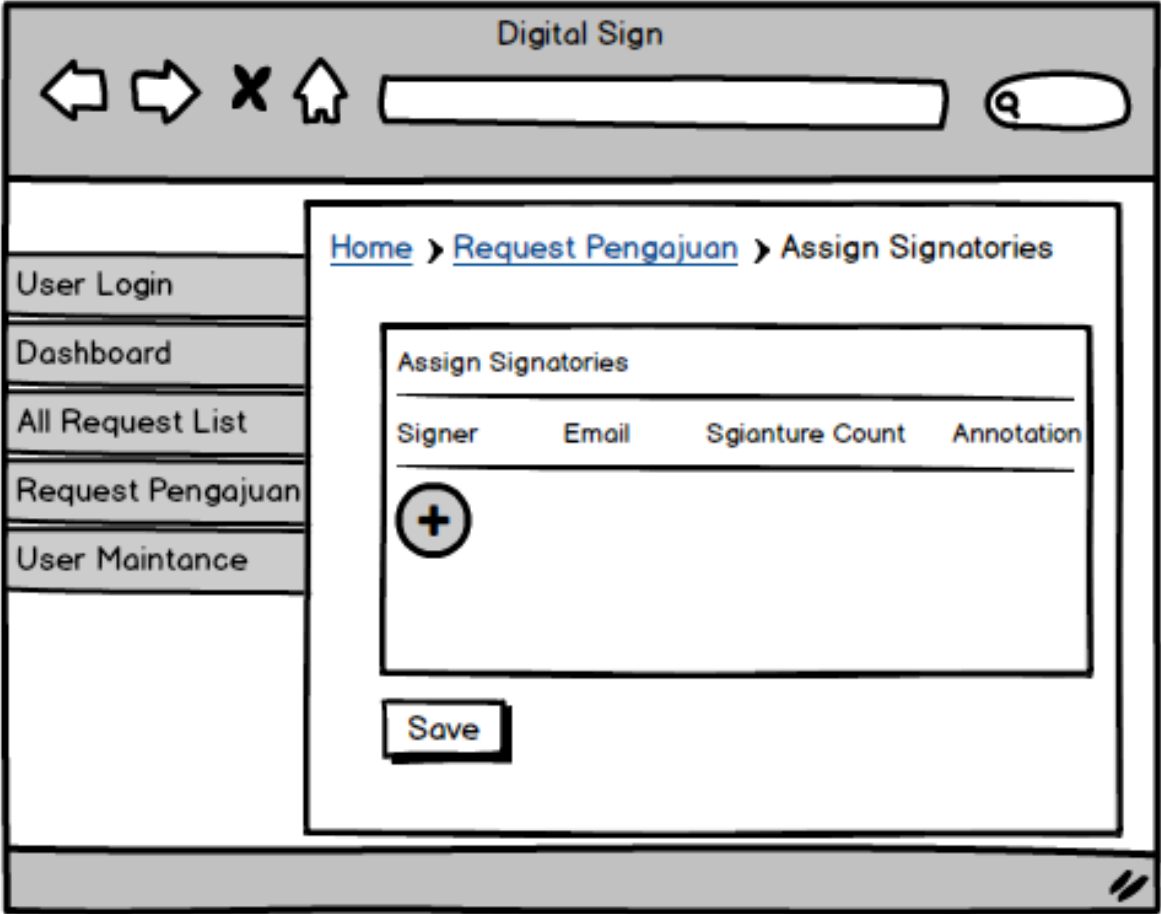 Digital Sign
Home Request Pengajuan Assign Signatories
User Login
Dashboard
All Request List
Request Pengajuan
User Maintance
Assign Signatories
Signer Email Sgianture Count Annotation
Save